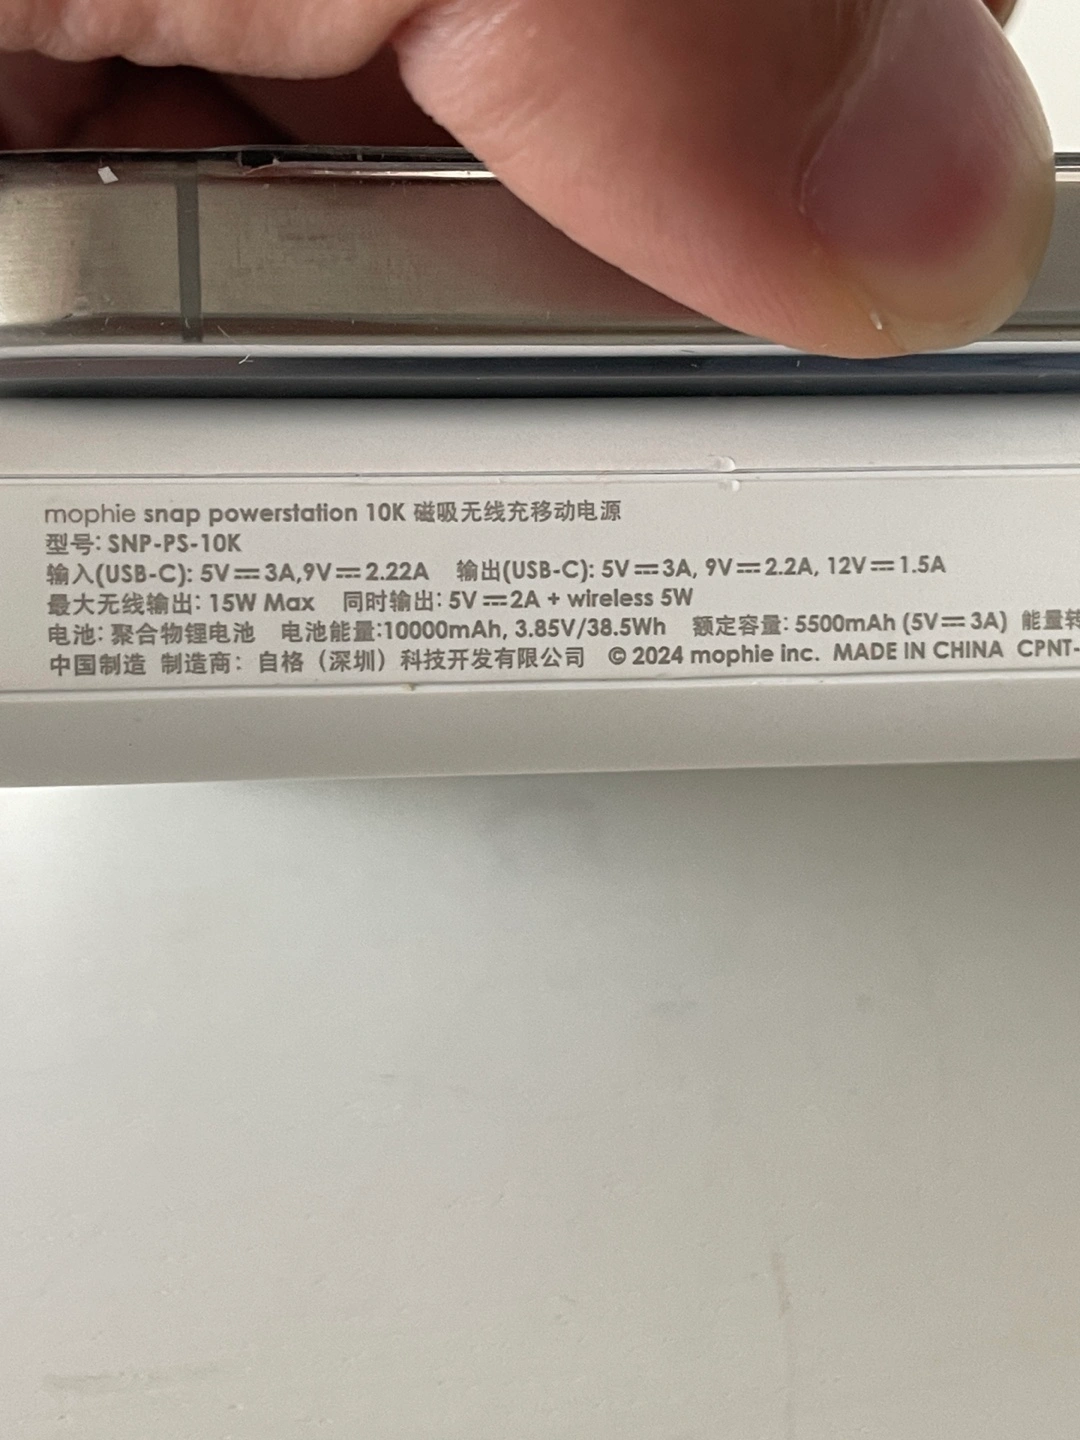 mophie snap powerstation 10K 磁吸无线充移动电源
型号: SNP-PS-10K
输入(USB-C): 5V⎓3A,9V⎓2.22A 输出(USB-C): 5V⎓3A, 9V⎓2.2A, 12V⎓1.5A
最大无线输出: 15W Max 同时输出: 5V⎓2A + wireless 5W
电池: 聚合物锂电池 电池能量:10000mAh, 3.85V/38.5Wh 额定容量: 5500mAh (5V⎓3A) 能量转
中国制造 制造商: 自格（深圳）科技开发有限公司 © 2024 mophie inc. MADE IN CHINA CPNT-